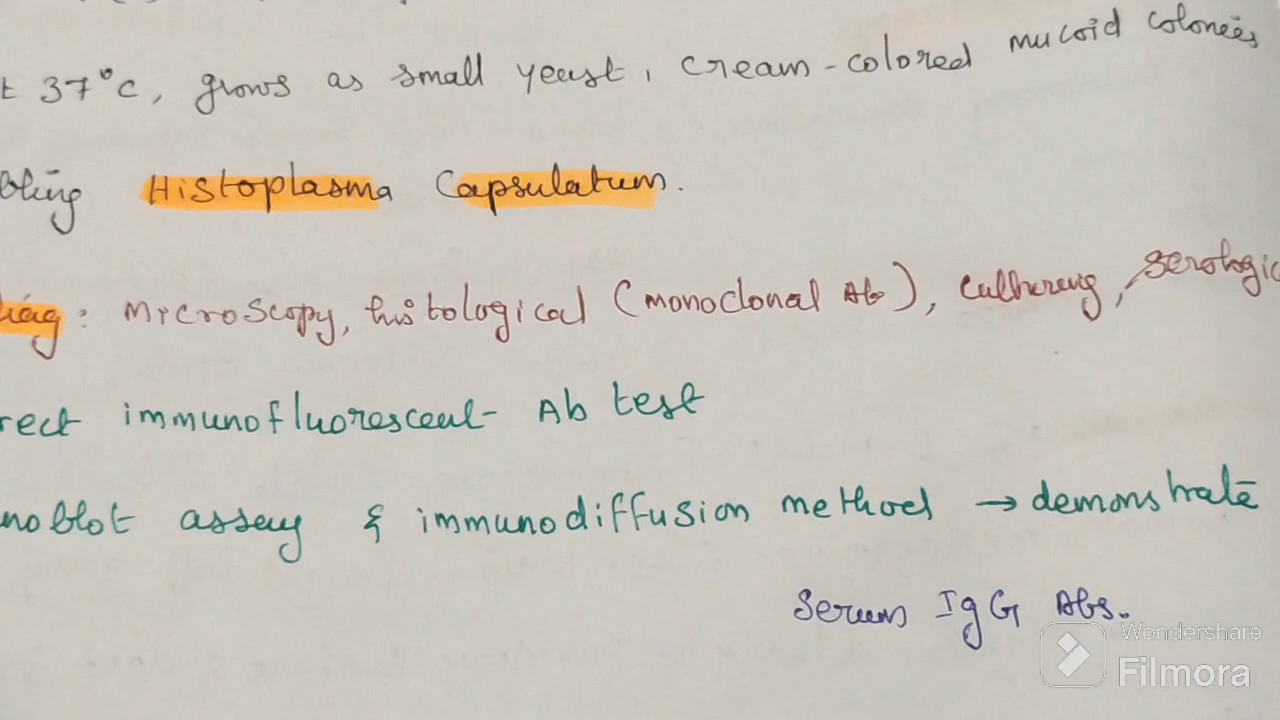 t 37°C, grows as small yeast, cream-colored mucoid colonies
bling Histoplasma Capsulatum.
iag: Microscopy, histological (monoclonal Ab), culturing, serologic
rect immunofluorescent Ab test
noblot assay & immunodiffusion method → demonstrate
serum IgG Abs.
Wondershare
Filmora